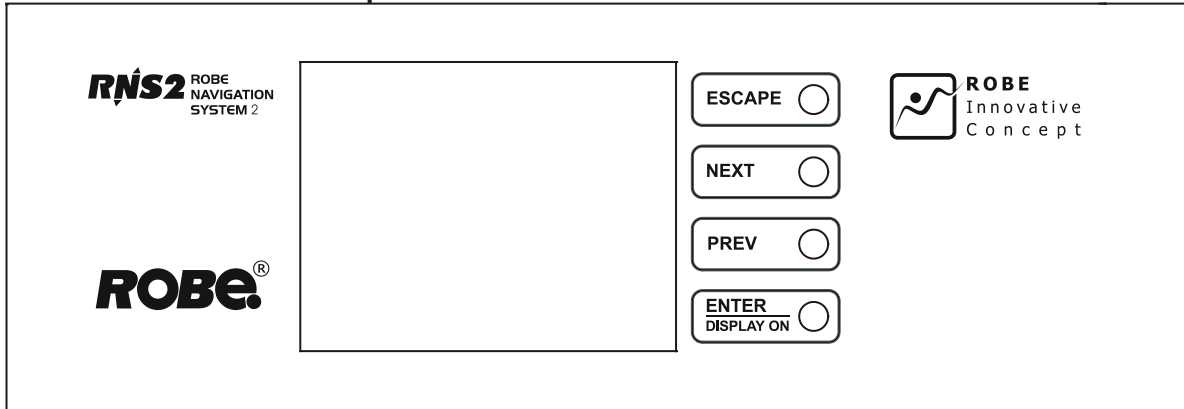 RNS2 ROBE
NAVIGATION
SYSTEM 2
ROBE®
ESCAPE
NEXT
PREV
ENTER
DISPLAY ON
ROBE
Innovative
Concept